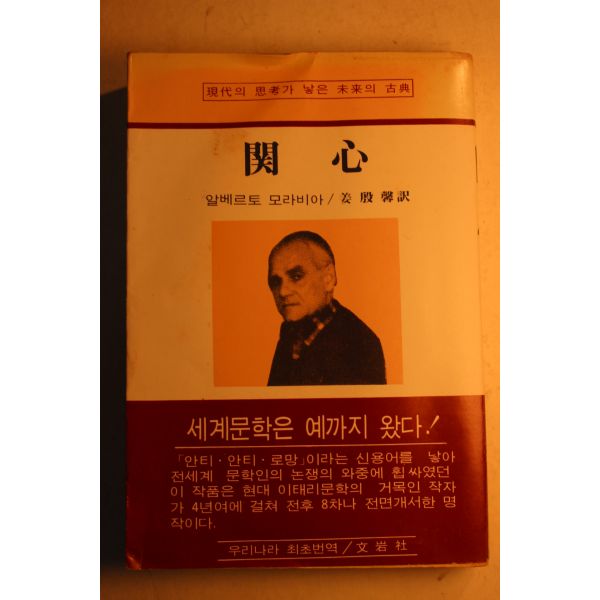 現代의 思考가 낳은 未来의 古典
関心
알베르토 모라비아 / 姜殷馨訳
세계문학은 예까지 왔다!
「안티·안티·로망」이라는 신용어를 낳아
전세계 문학인의 논쟁의 와중에 휩싸였던
이 작품은 현대 이태리문학의 거목인 작자
가 4년여에 걸쳐 전후 8차나 전면개서한 명
작이다.
우리나라 최초번역 / 文岩社